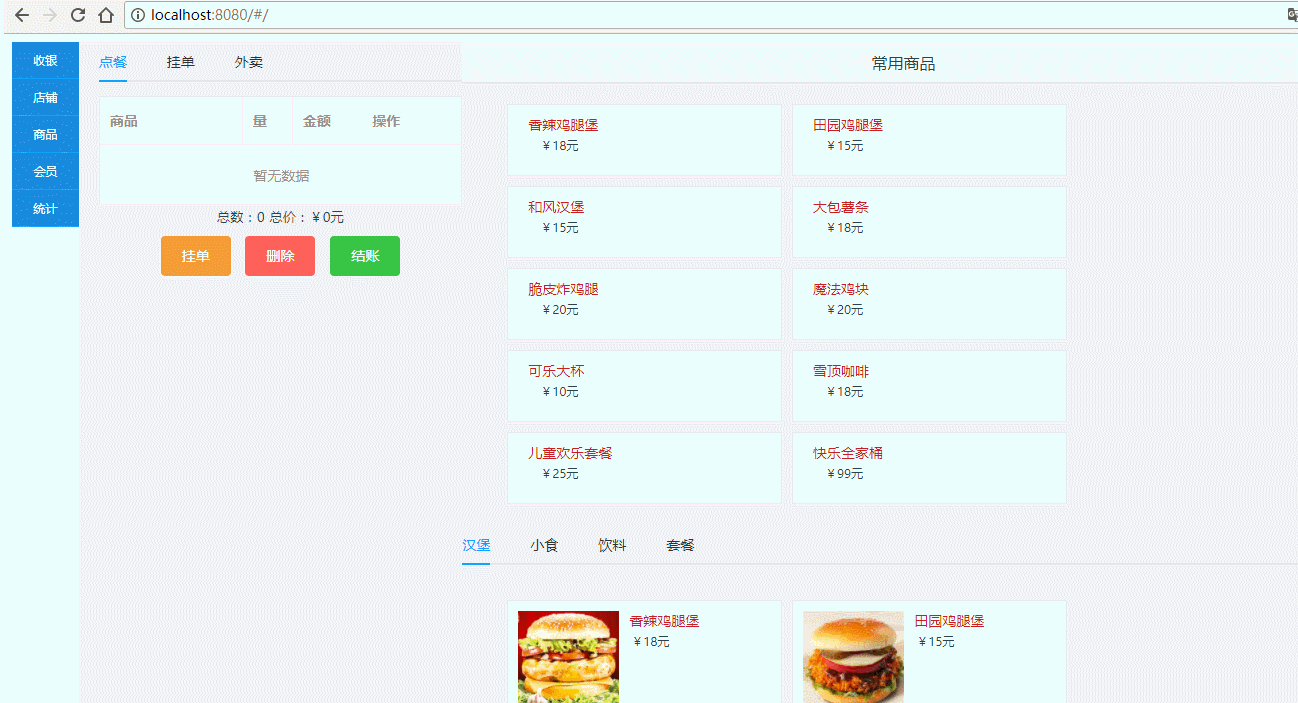 localhost:8080/#/
收银
店铺
商品
会员
统计
点餐 挂单 外卖
商品 量 金额 操作
暂无数据
总数：0 总价：￥0元
挂单 删除 结账
常用商品
香辣鸡腿堡
￥18元
田园鸡腿堡
￥15元
和风汉堡
￥15元
大包薯条
￥18元
脆皮炸鸡腿
￥20元
魔法鸡块
￥20元
可乐大杯
￥10元
雪顶咖啡
￥18元
儿童欢乐套餐
￥25元
快乐全家桶
￥99元
汉堡 小食 饮料 套餐
香辣鸡腿堡
￥18元
田园鸡腿堡
￥15元